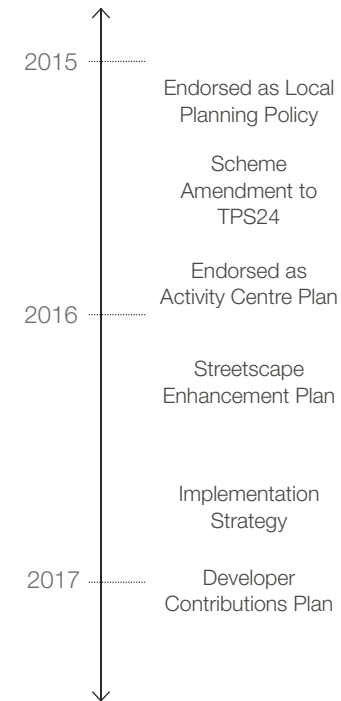 2015
Endorsed as Local
Planning Policy
Scheme
Amendment to
TPS24
Endorsed as
Activity Centre Plan
2016
Streetscape
Enhancement Plan
Implementation
Strategy
2017
Developer
Contributions Plan